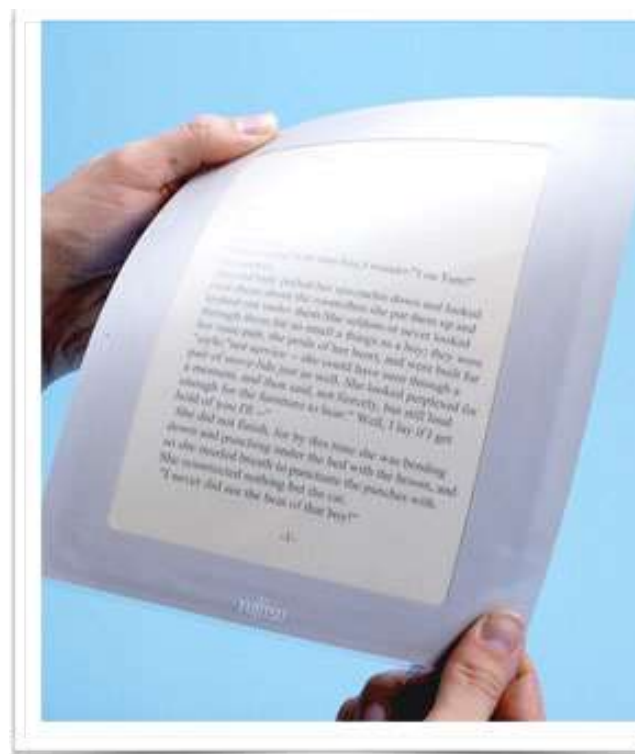 wonder? You Tom!"
old lady pulled her spectacles down and looked
over them about the room; then she put them up and
looked out under them. She seldom or never looked
through them for so small a thing as a boy; they were
her state pair, the pride of her heart, and were built for
"style," not service – she could have seen through a
pair of stove-lids just as well. She looked perplexed for
a moment, and then said, not fiercely, but still loud
enough for the furniture to hear:" Well, I lay if I get
hold of you I'll –"
She did not finish, for by this time she was bending
down and punching under the bed with the broom, and
so she needed breath to punctuate the punches with.
She resurrected nothing but the cat.
"I never did see the beat of that boy!"
-1-
FUJITSU